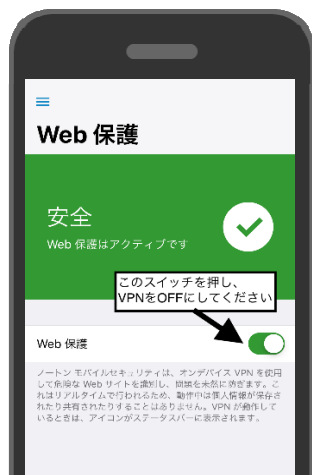 Web 保護
安全
Web 保護はアクティブです
このスイッチを押し、
VPNをOFFにしてください
Web 保護
ノートン モバイルセキュリティは、オンデバイス VPN を使用
して危険な Web サイトを識別し、問題を未然に防ぎます。こ
れはリアルタイムで行われるため、動作中は個人情報が保存さ
れたり共有されたりすることはありません。VPN が動作して
いるときは、アイコンがステータスバーに表示されます。